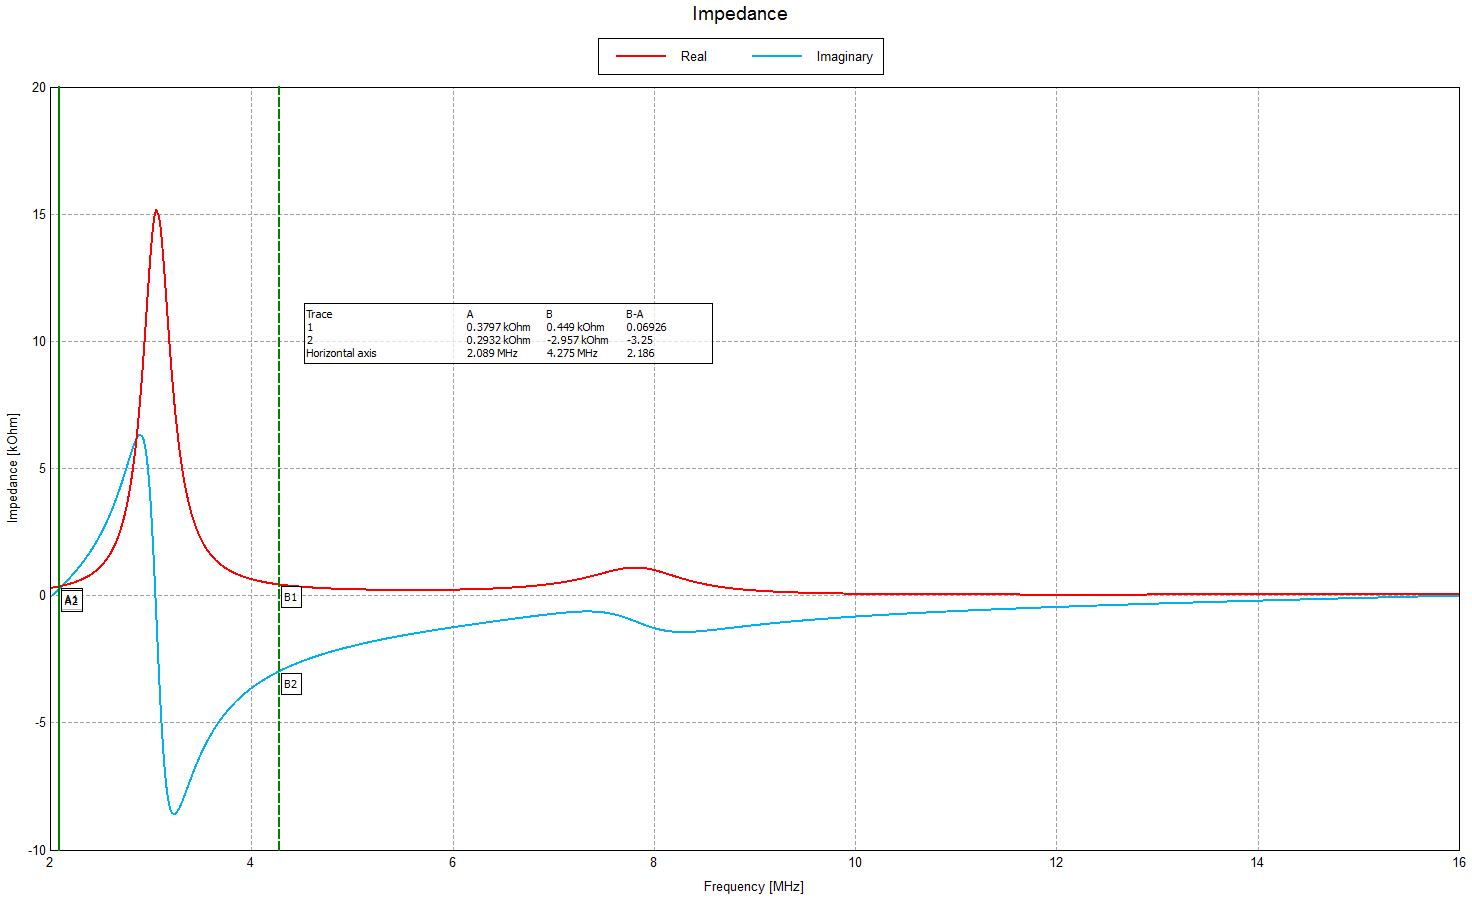 Impedance
Real Imaginary
20
15
10
5
0
-5
-10
Impedance [kOhm]
Trace A B B-A
1 0.3797 kOhm 0.449 kOhm 0.06926
2 0.2932 kOhm -2.957 kOhm -3.25
Horizontal axis 2.089 MHz 4.275 MHz 2.186
B1
A2
B2
2 4 6 8 10 12 14 16
Frequency [MHz]